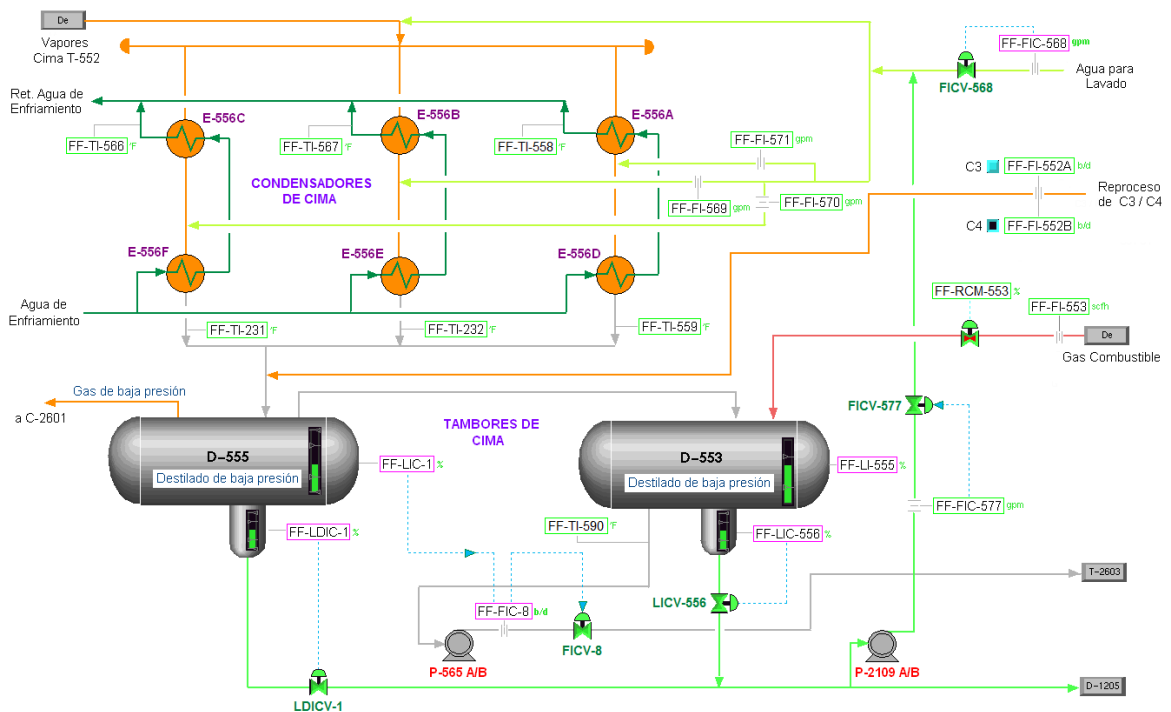 De
Vapores
Cima T-552
FF-FIC-568 gpm
FICV-568
Agua para
Lavado
Ret. Agua de
Enfriamiento
E-556C
E-556B
E-556A
FF-TI-566 °F
FF-TI-567 °F
FF-TI-558 °F
FF-FI-571 gpm
CONDENSADORES
DE CIMA
FF-FI-569 gpm
FF-FI-570 gpm
C3
FF-FI-552A b/d
Reproceso
de C3 / C4
C4
FF-FI-552B b/d
E-556F
E-556E
E-556D
Agua de
Enfriamiento
FF-TI-231 °F
FF-TI-232 °F
FF-TI-559 °F
FF-RCM-553 %
FF-FI-553 scfh
De
Gas Combustible
Gas de baja presión
a C-2601
TAMBORES DE
CIMA
FICV-577
D-555
Destilado de baja presión
FF-LIC-1 %
D-553
Destilado de baja presión
FF-LI-555 %
FF-FIC-577 gpm
FF-LDIC-1 %
FF-TI-590 °F
FF-LIC-556 %
T-2603
FF-FIC-8 b/d
LICV-556
FICV-8
P-565 A/B
P-2109 A/B
D-1205
LDICV-1